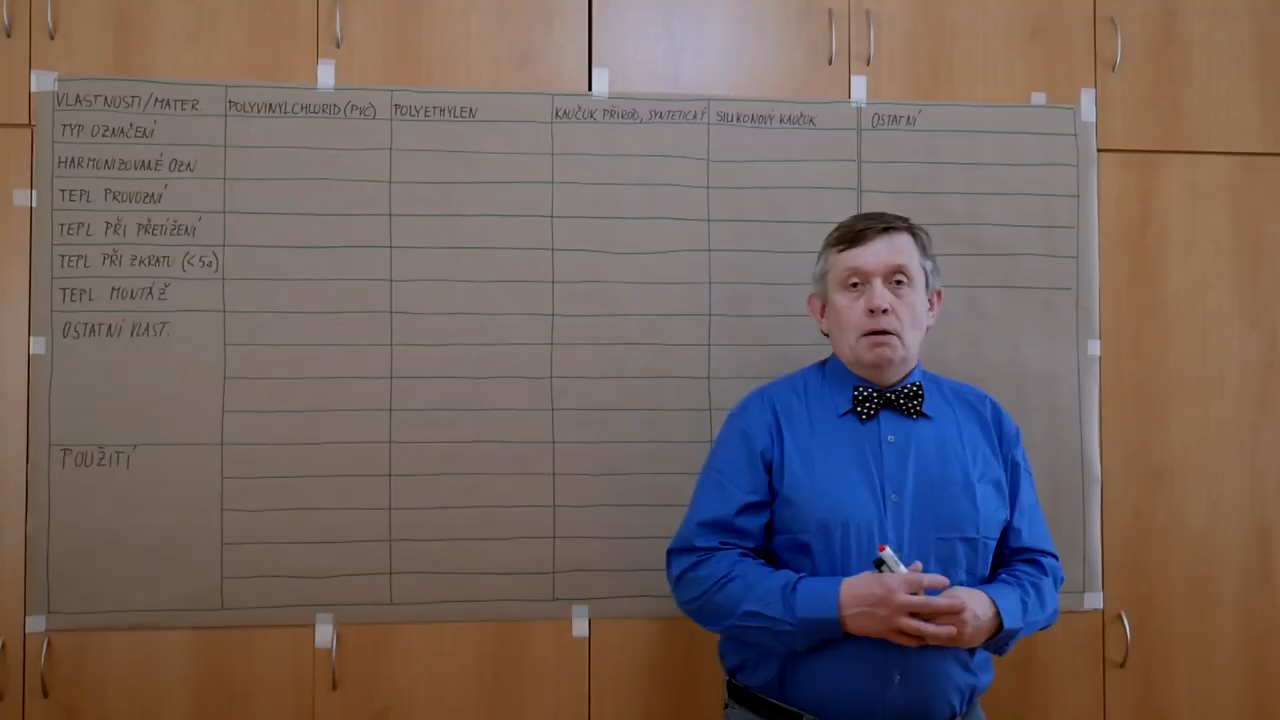 VLASTNOSTI/MATER. POLYVINYLCHLORID (PVC) POLYETHYLEN KAUČUK PŘÍROD, SYNTETICKÝ SILIKONOVÝ KAUČUK OSTATNÍ
TYP. OZNAČENÍ
HARMONIZOVANÉ OZN
TEPL PROVOZNÍ
TEPL PŘI PŘETÍŽENÍ
TEPL PŘI ZKRATU (<5s)
TEPL MONTÁŽ
OSTATNÍ VLAST.
POUŽITÍ